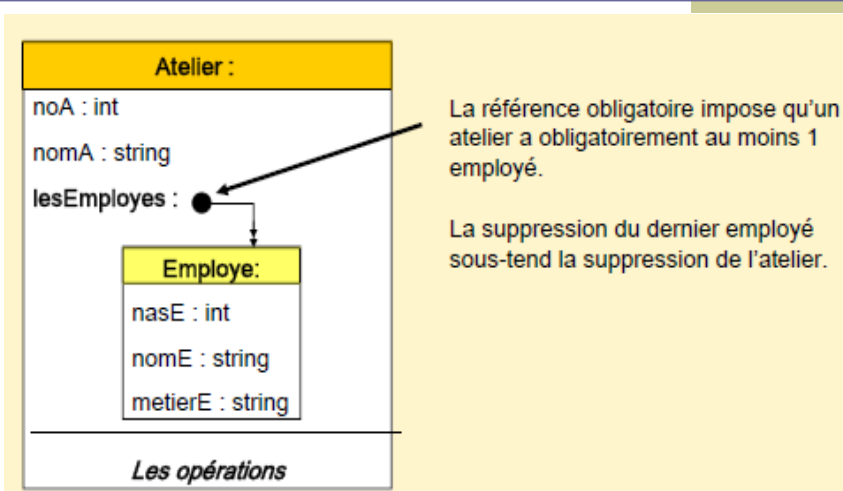 Atelier :
noA : int
nomA : string
lesEmployes :
Employe:
nasE : int
nomE : string
metierE : string
Les opérations
La référence obligatoire impose qu'un
atelier a obligatoirement au moins 1
employé.
La suppression du dernier employé
sous-tend la suppression de l'atelier.